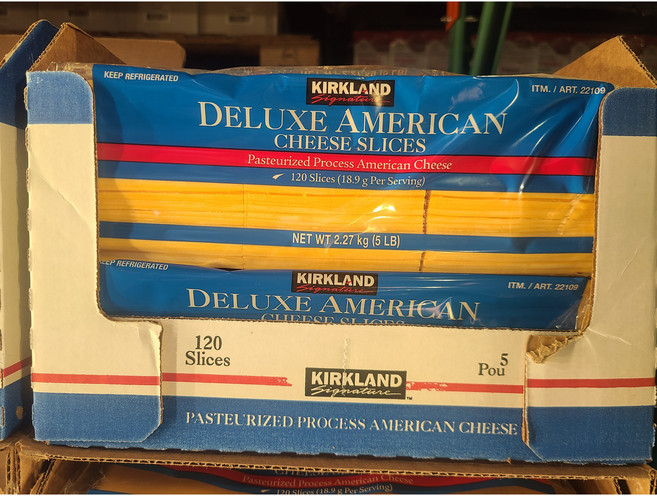 KEEP REFRIGERATED
KIRKLAND
Signature
ITM. / ART. 22109
DELUXE AMERICAN
CHEESE SLICES
Pasteurized Process American Cheese
120 Slices (18.9 g Per Serving)
NET WT 2.27 kg (5 LB)
KEEP REFRIGERATED
KIRKLAND
Signature
ITM. / ART. 22109
DELUXE AMERICAN
CHEESE SLICES
120
Slices
5
Pou
KIRKLAND
Signature
TM
PASTEURIZED PROCESS AMERICAN CHEESE
Signature
Pasteurized Process American Cheese
120 Slices (18.9 g Per Serving)